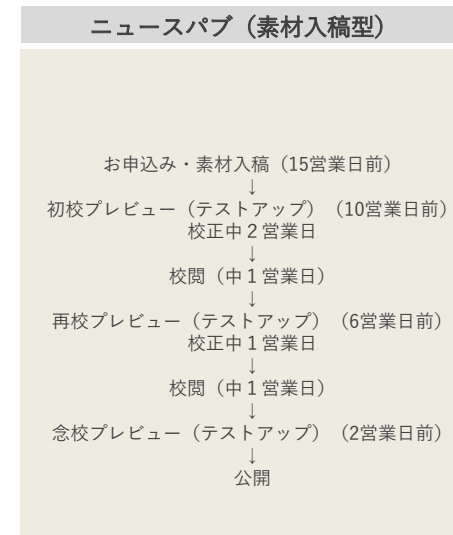 ニュースパブ（素材入稿型）
お申込み・素材入稿（15営業日前）
↓
初校プレビュー（テストアップ）（10営業日前）
校正中２営業日
↓
校閲（中１営業日）
↓
再校プレビュー（テストアップ）（6営業日前）
校正中１営業日
↓
校閲（中１営業日）
↓
念校プレビュー（テストアップ）（2営業日前）
↓
公開